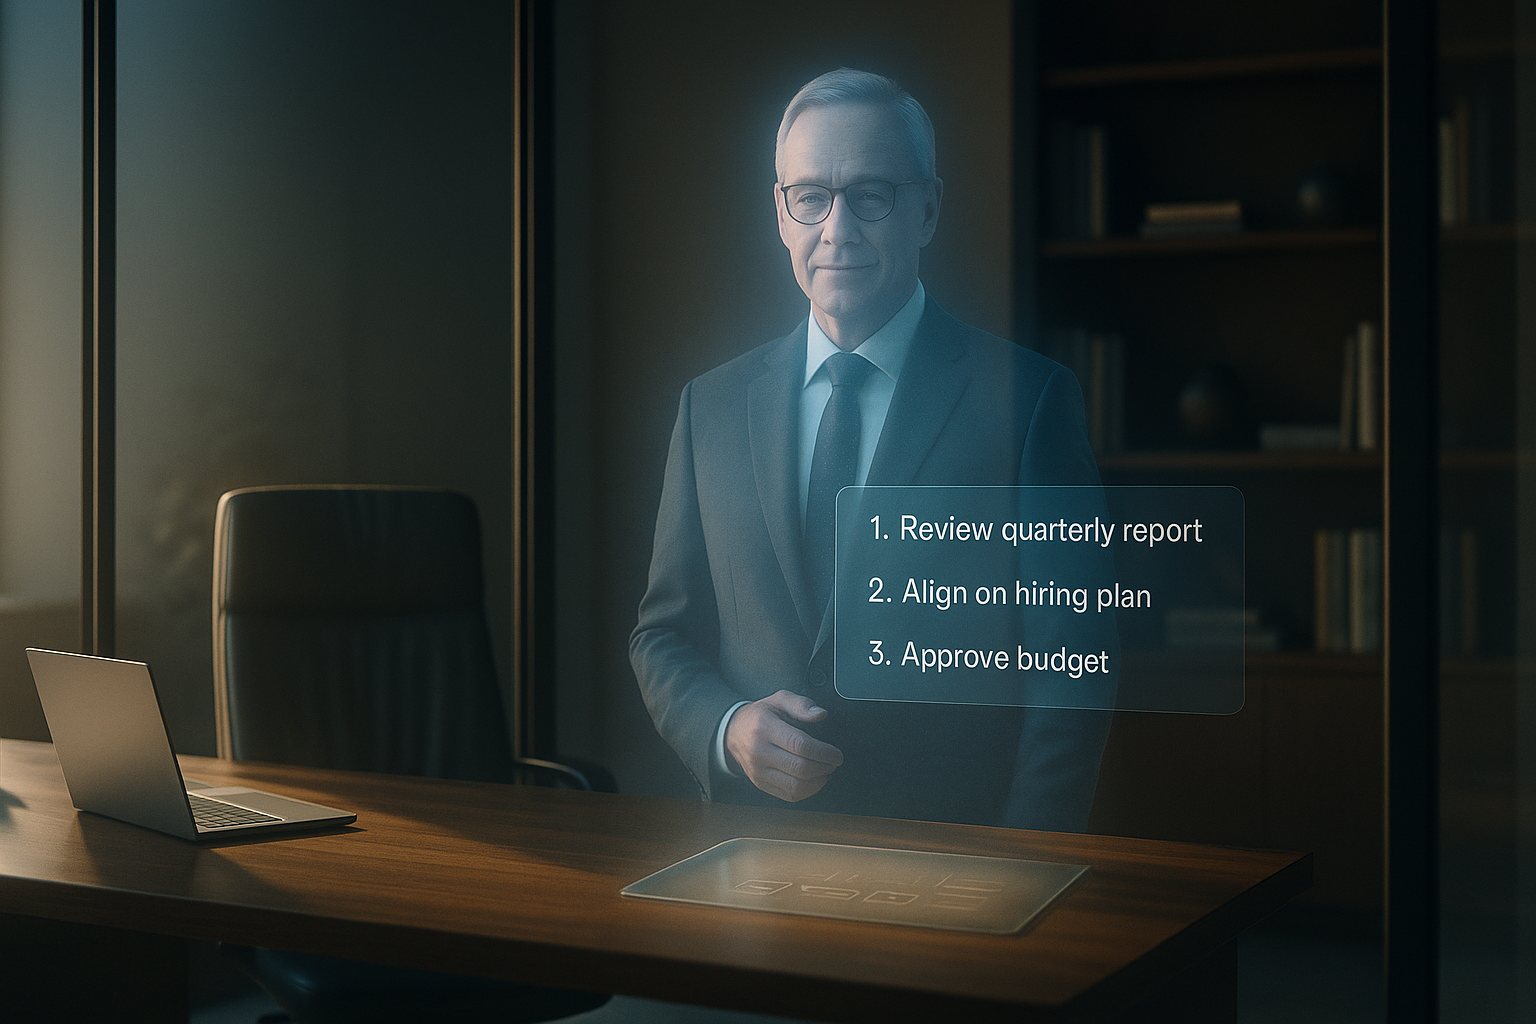 1. Review quarterly report
2. Align on hiring plan
3. Approve budget